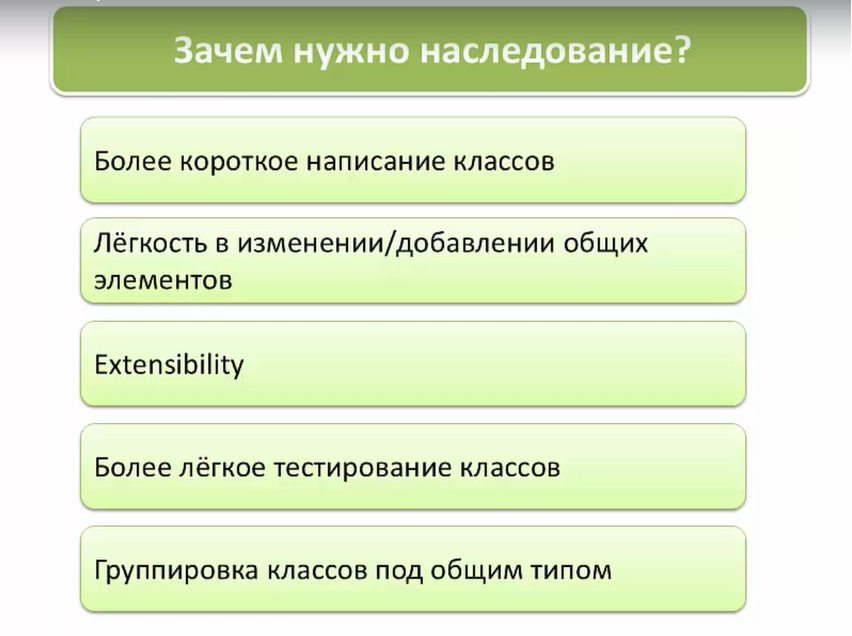 Зачем нужно наследование?
Более короткое написание классов
Лёгкость в изменении/добавлении общих
элементов
Extensibility
Более лёгкое тестирование классов
Группировка классов под общим типом